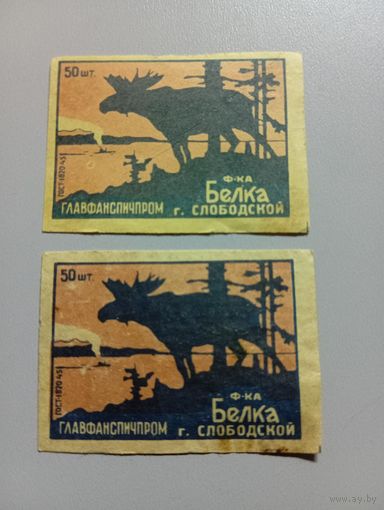 50 шт.
ГОСТ-1820 45
Ф-КА
Белка
ГЛАВФАНСПИЧПРОМ г. СЛОБОДСКОЙ
50 шт.
ГОСТ-1820 45
Ф-КА
Белка
ГЛАВФАНСПИЧПРОМ г. СЛОБОДСКОЙ
www.ay.by